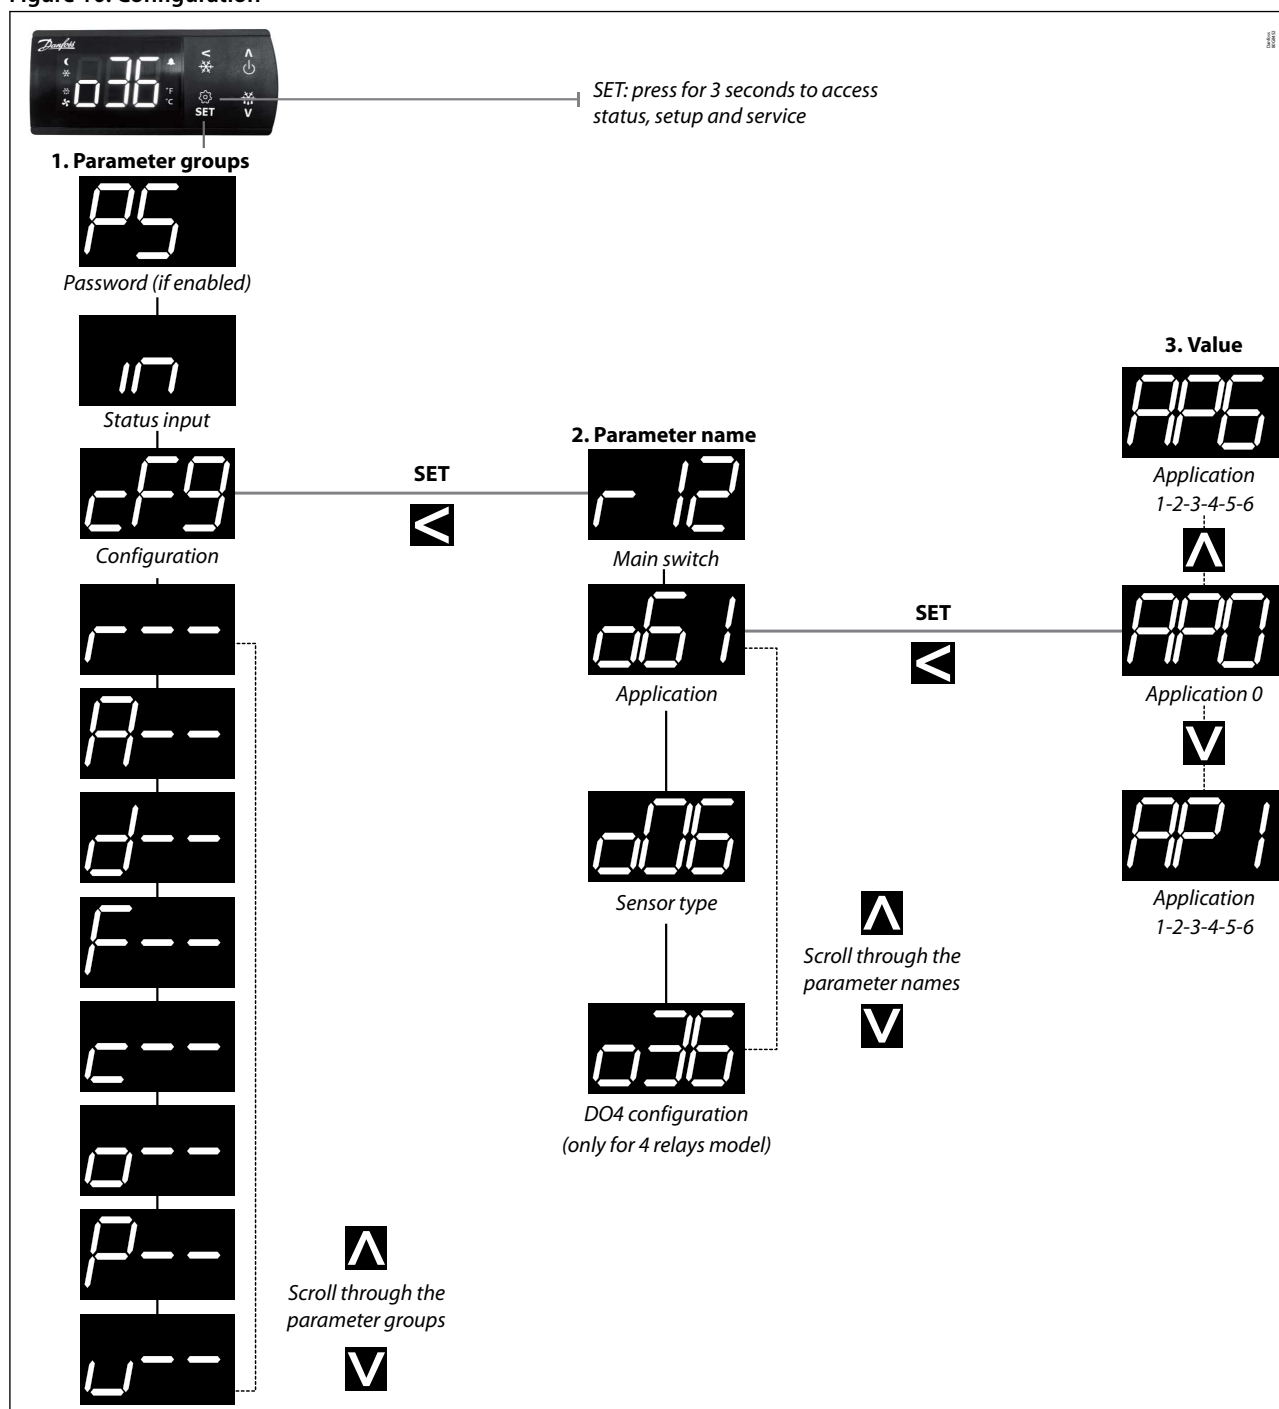 Figure 10: Configuration
Danfoss
o36
°F
°C
SET
SET: press for 3 seconds to access
status, setup and service
1. Parameter groups
PS
Password (if enabled)
in
Status input
cFg
Configuration
r--
A--
d--
F--
c--
o--
P--
u--
SET
<
Scroll through the
parameter groups
2. Parameter name
r12
Main switch
o61
Application
o06
Sensor type
o36
DO4 configuration
(only for 4 relays model)
Scroll through the
parameter names
SET
<
3. Value
AP6
Application
1-2-3-4-5-6
AP0
Application 0
AP1
Application
1-2-3-4-5-6